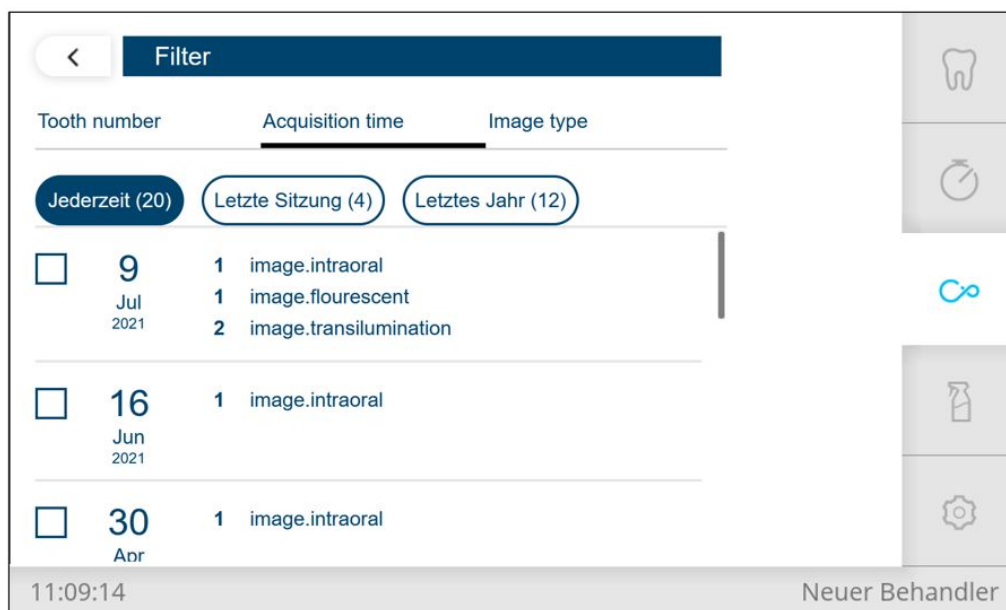 Filter
Tooth number Acquisition time Image type
Jederzeit (20) Letzte Sitzung (4) Letztes Jahr (12)
9
Jul
2021
1 image.intraoral
1 image.flourescent
2 image.transilumination
16
Jun
2021
1 image.intraoral
30
Apr
1 image.intraoral
11:09:14 Neuer Behandler